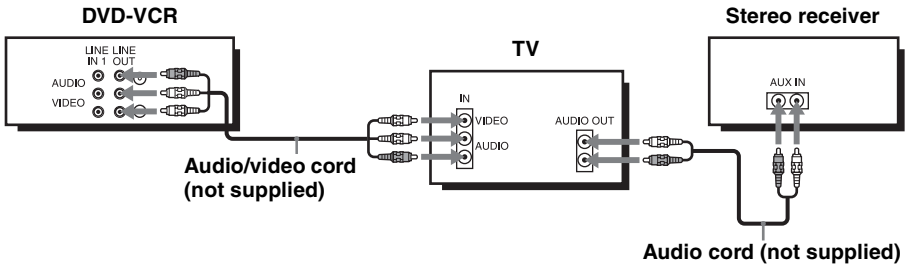 DVD-VCR
LINE IN 1
LINE OUT
AUDIO
VIDEO
Audio/video cord
(not supplied)
TV
IN
VIDEO
AUDIO
AUDIO OUT
Stereo receiver
AUX IN
Audio cord (not supplied)